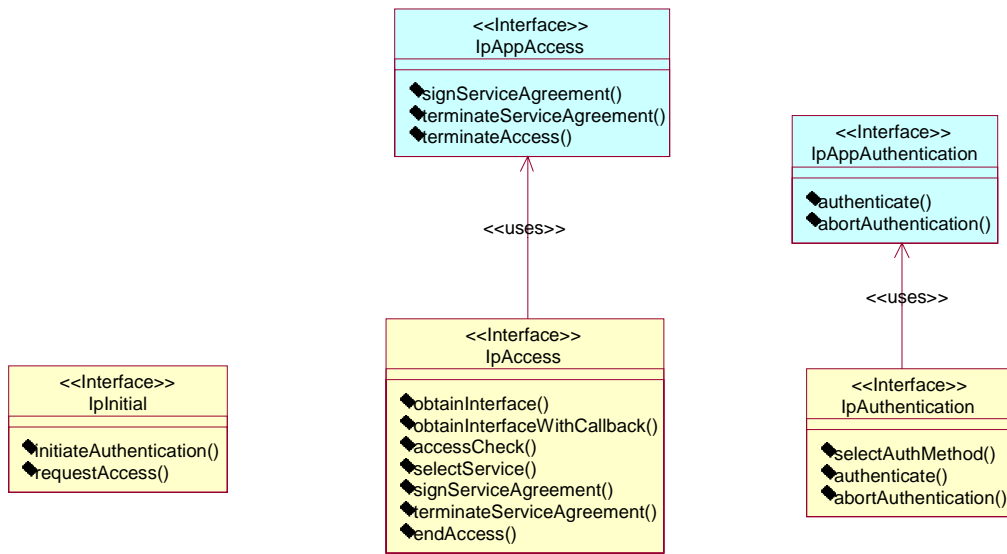 <<Interface>>
IpAppAccess
signServiceAgreement()
terminateServiceAgreement()
terminateAccess()
<<Interface>>
IpAppAuthentication
authenticate()
abortAuthentication()
<<uses>>
<<uses>>
<<Interface>>
IpInitial
initiateAuthentication()
requestAccess()
<<Interface>>
IpAccess
obtainInterface()
obtainInterfaceWithCallback()
accessCheck()
selectService()
signServiceAgreement()
terminateServiceAgreement()
endAccess()
<<Interface>>
IpAuthentication
selectAuthMethod()
authenticate()
abortAuthentication()